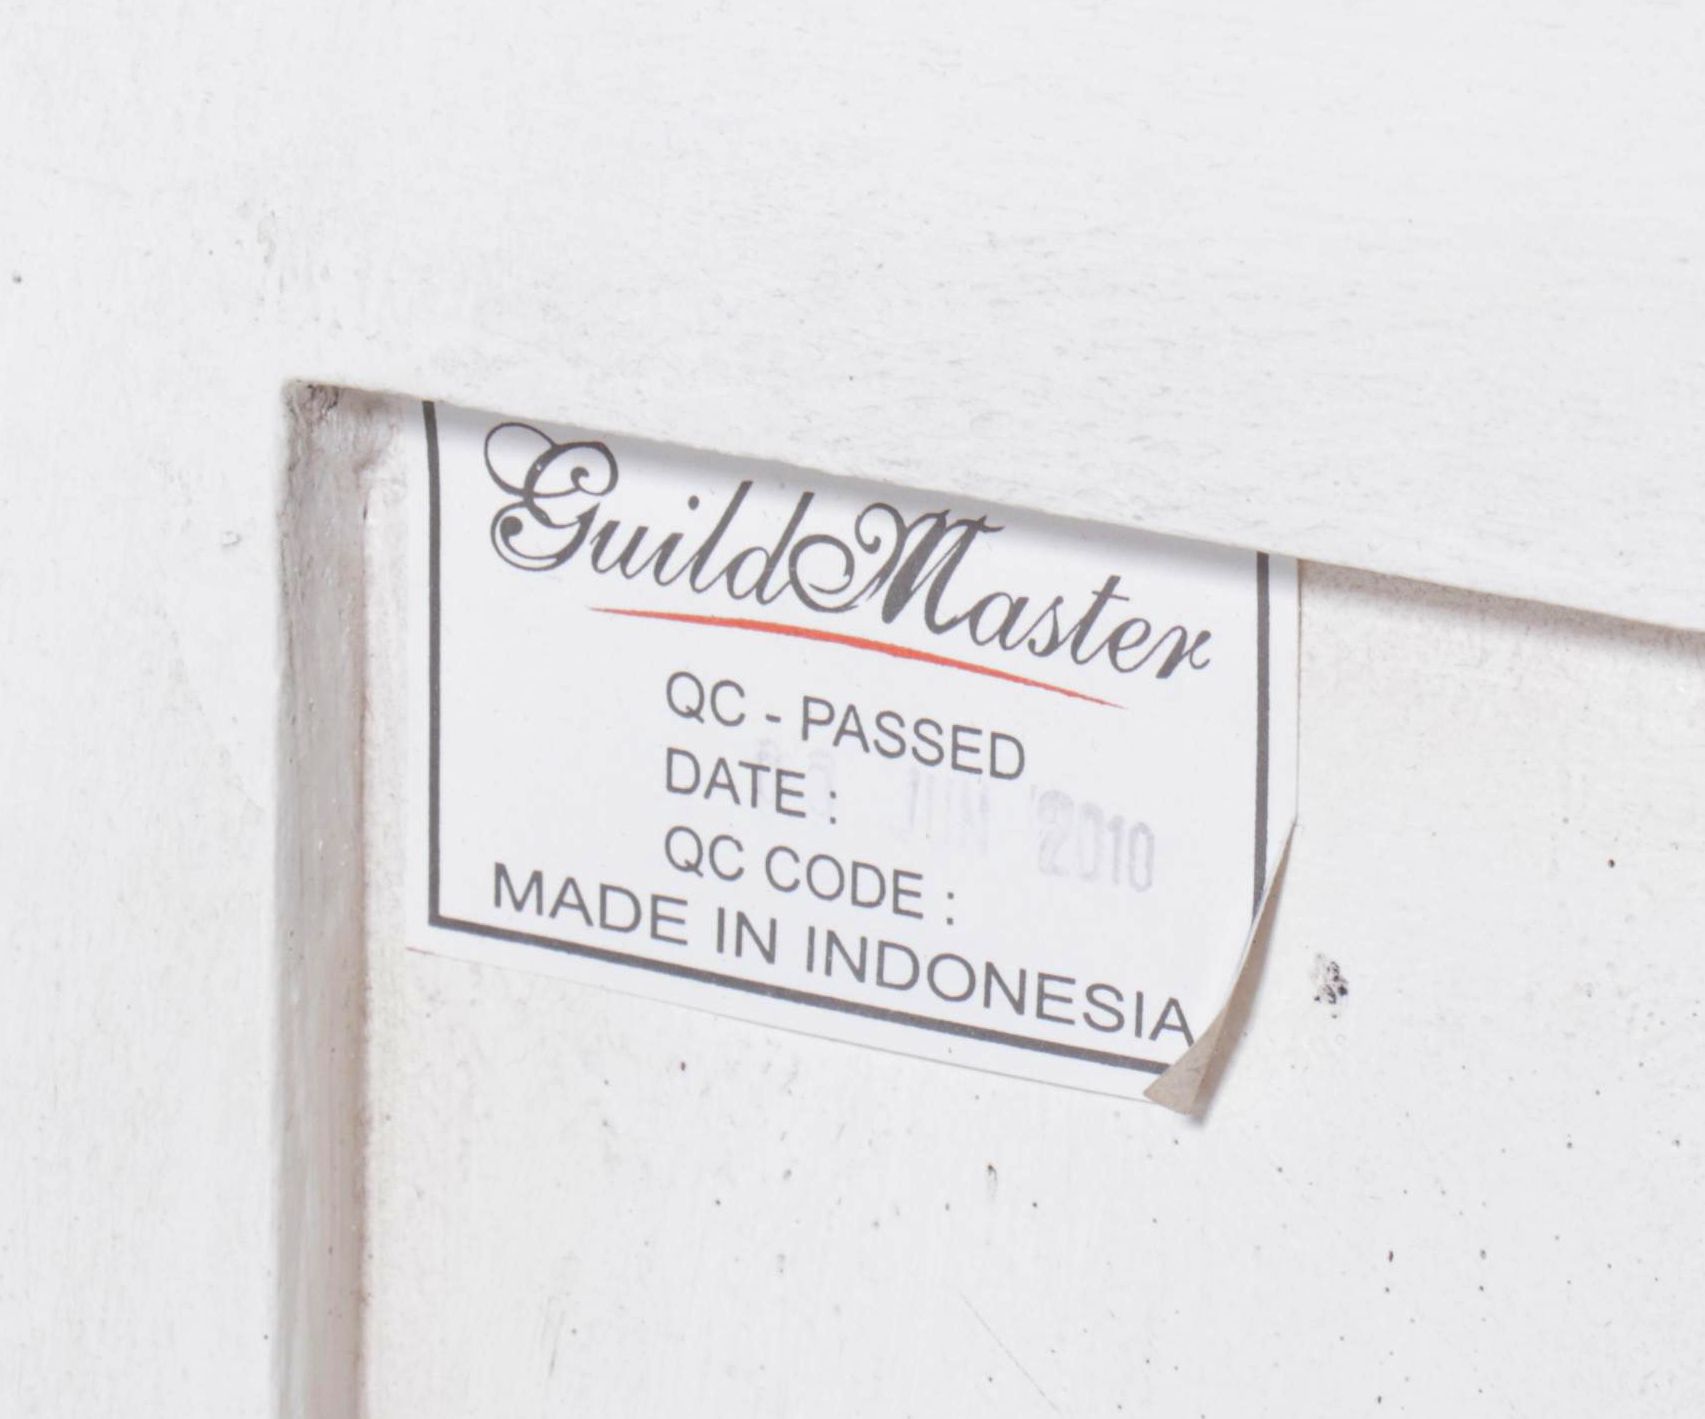 GuildMaster
QC - PASSED
DATE : JUN 2010
QC CODE :
MADE IN INDONESIA